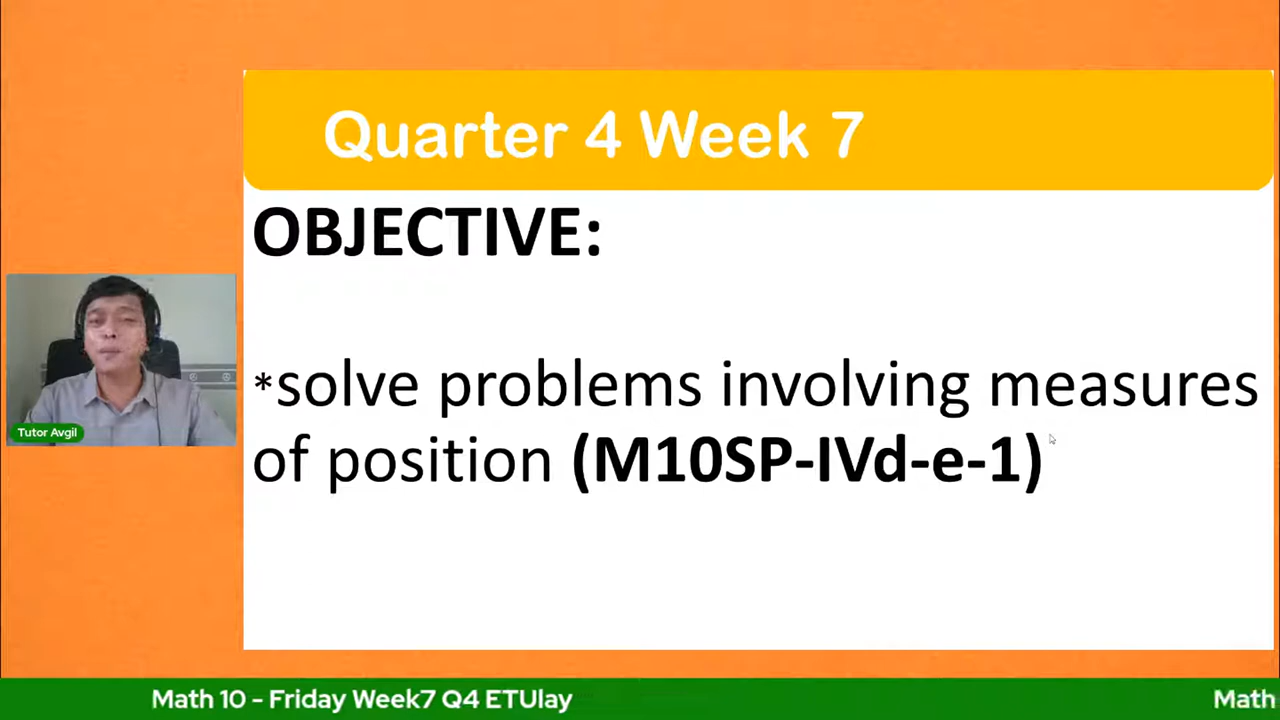 Quarter 4 Week 7
OBJECTIVE:
*solve problems involving measures
of position (M10SP-IVd-e-1)
Tutor Avgil
Math 10 - Friday Week7 Q4 ETUlay
Math